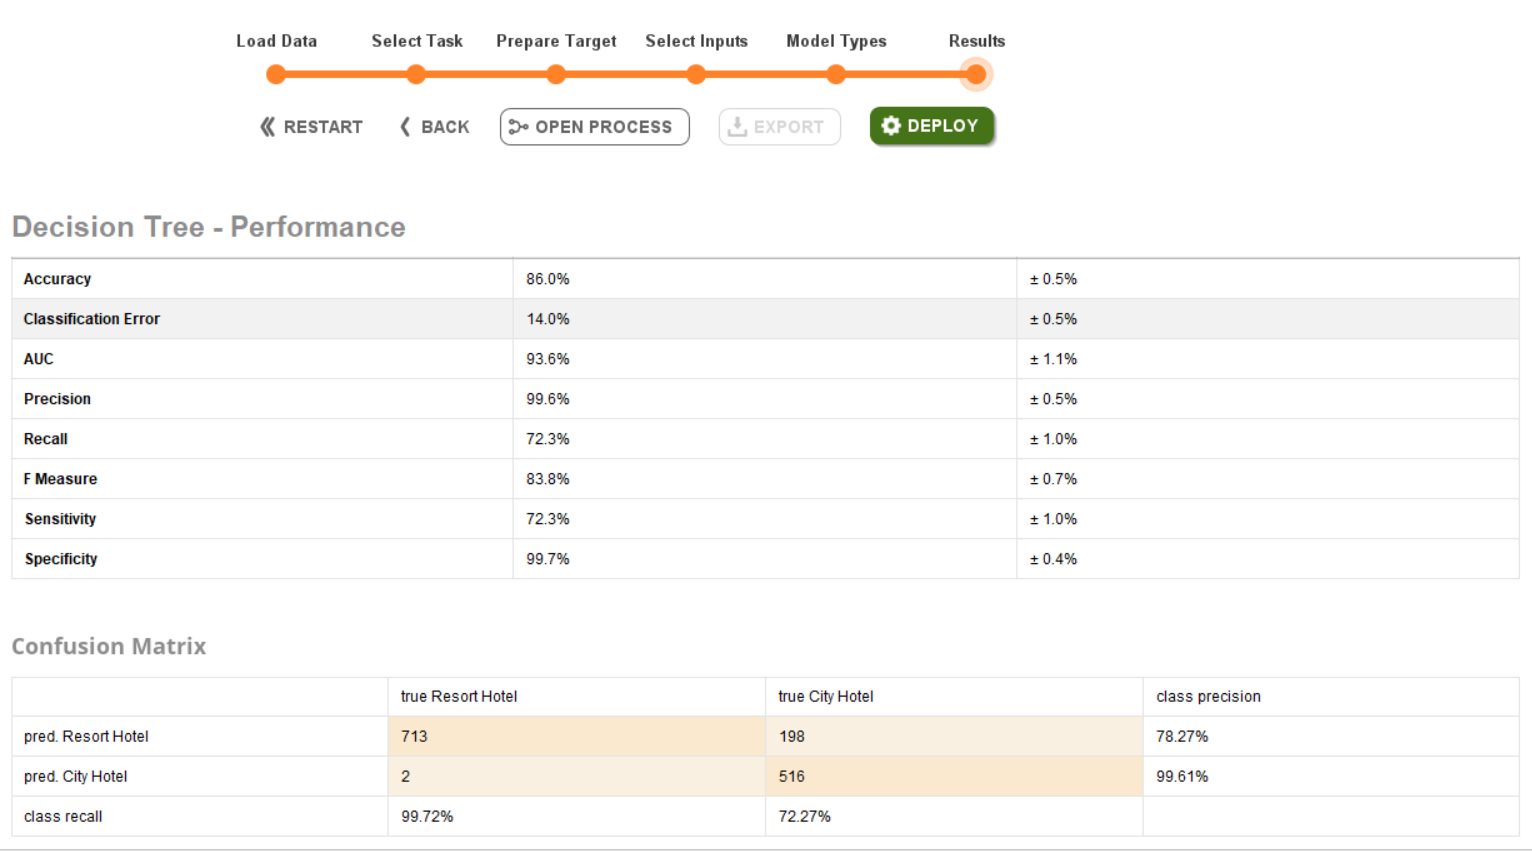 Load Data Select Task Prepare Target Select Inputs Model Types Results
RESTART BACK OPEN PROCESS EXPORT DEPLOY
Decision Tree - Performance
Accuracy 86.0% ± 0.5%
Classification Error 14.0% ± 0.5%
AUC 93.6% ± 1.1%
Precision 99.6% ± 0.5%
Recall 72.3% ± 1.0%
F Measure 83.8% ± 0.7%
Sensitivity 72.3% ± 1.0%
Specificity 99.7% ± 0.4%
Confusion Matrix
true Resort Hotel true City Hotel class precision
pred. Resort Hotel 713 198 78.27%
pred. City Hotel 2 516 99.61%
class recall 99.72% 72.27%